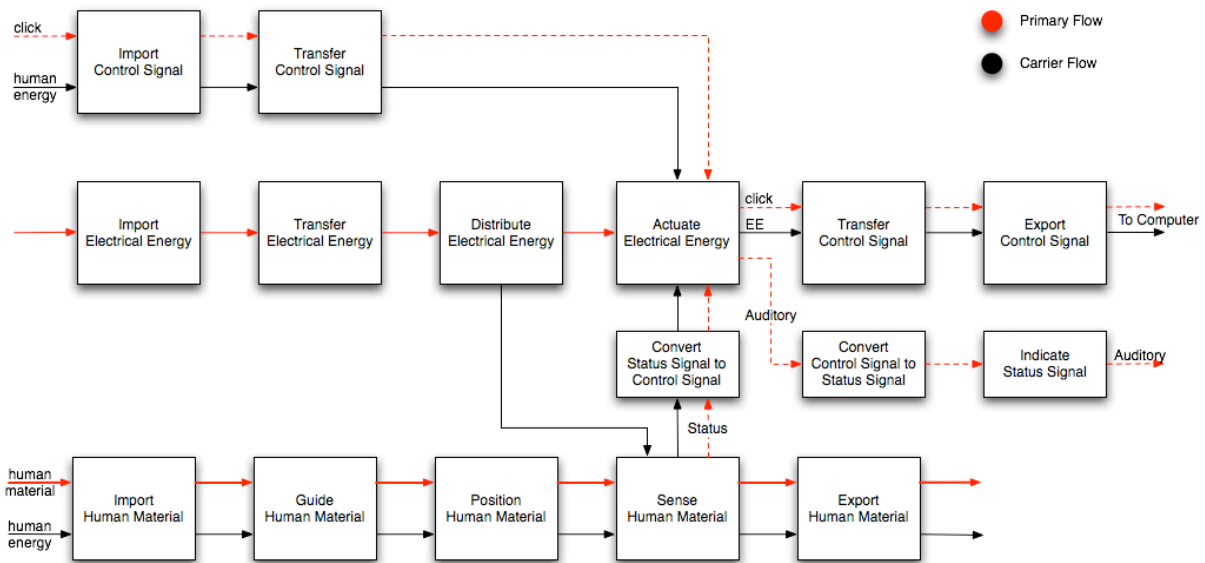 click
human
energy
Import
Control Signal
Transfer
Control Signal
Primary Flow
Carrier Flow
Import
Electrical Energy
Transfer
Electrical Energy
Distribute
Electrical Energy
Actuate
Electrical Energy
click
EE
Transfer
Control Signal
Export
Control Signal
To Computer
Auditory
Convert
Status Signal to
Control Signal
Convert
Control Signal to
Status Signal
Indicate
Status Signal
Auditory
Status
human
material
human
energy
Import
Human Material
Guide
Human Material
Position
Human Material
Sense
Human Material
Export
Human Material